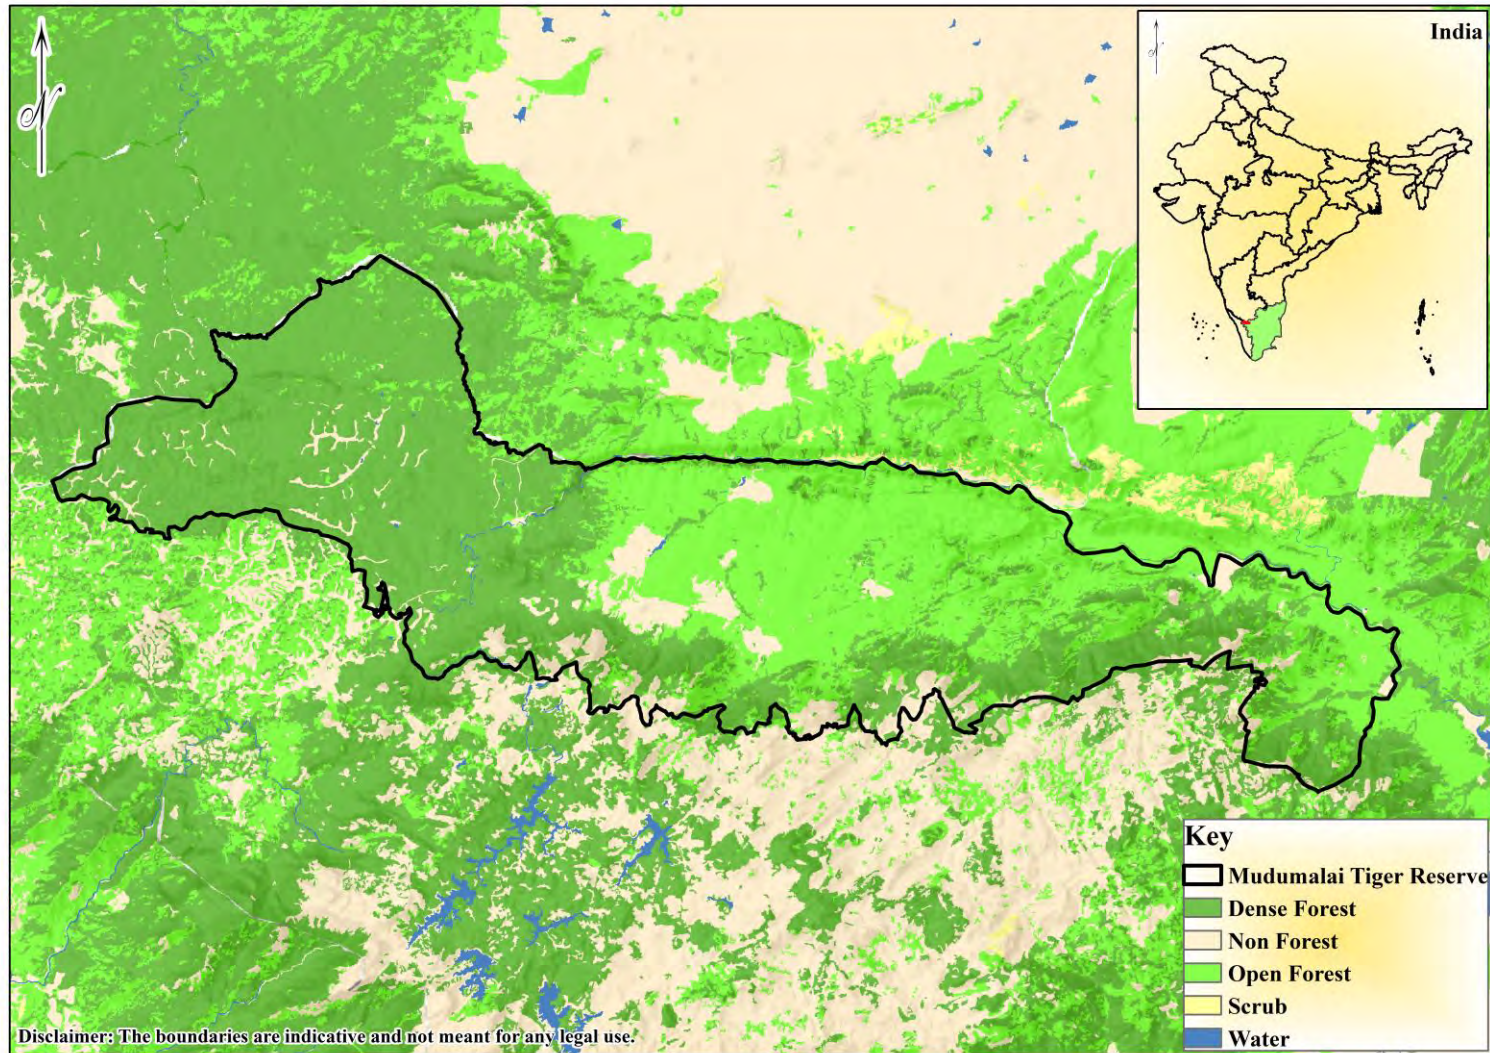 N
India
N
Key
Mudumalai Tiger Reserve
Dense Forest
Non Forest
Open Forest
Scrub
Water
Disclaimer: The boundaries are indicative and not meant for any legal use.